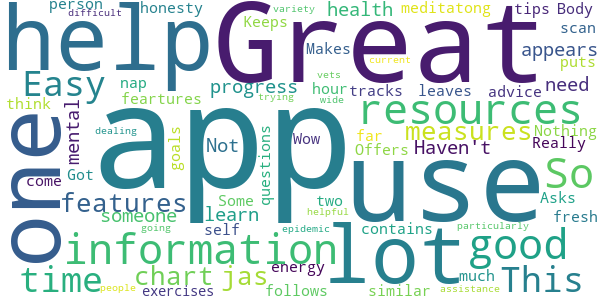 person honesty health meditatong tips Body
difficult variety
help Great Keeps scan
Makes appears
Easy nap progress hour puts
think feartures tracks leaves advice need
one mental app use resources
dealing trying vets current wide
Not Wow far measures Nothing
goals questions Offers Haven't Really
come Got Some two So
features helpful Asks
someone learn contains fresh
self going epidemic particularly
information lot good
time chart jas energy much This
people exercises follows similar assistance